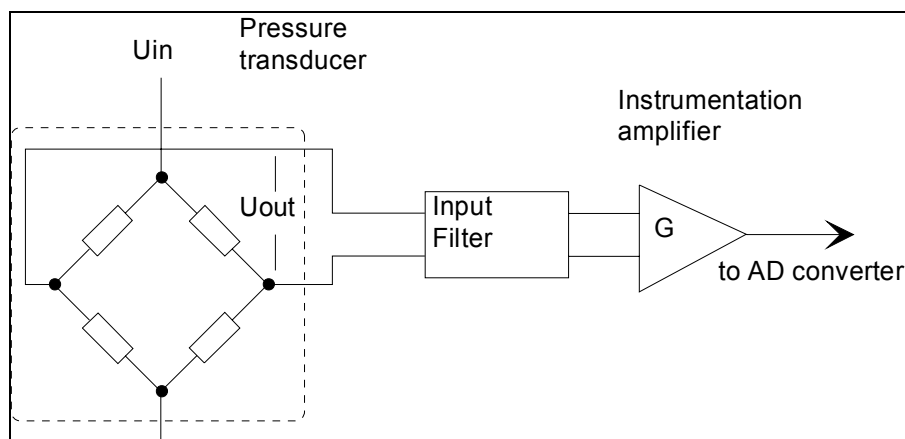 Uin
Pressure
transducer
Instrumentation
amplifier
Uout
Input
Filter
G
to AD converter